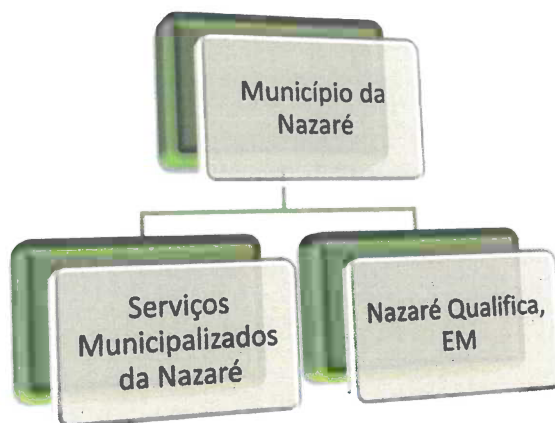 Município da
Nazaré
Serviços
Municipalizados
da Nazaré
Nazaré Qualifica,
EM